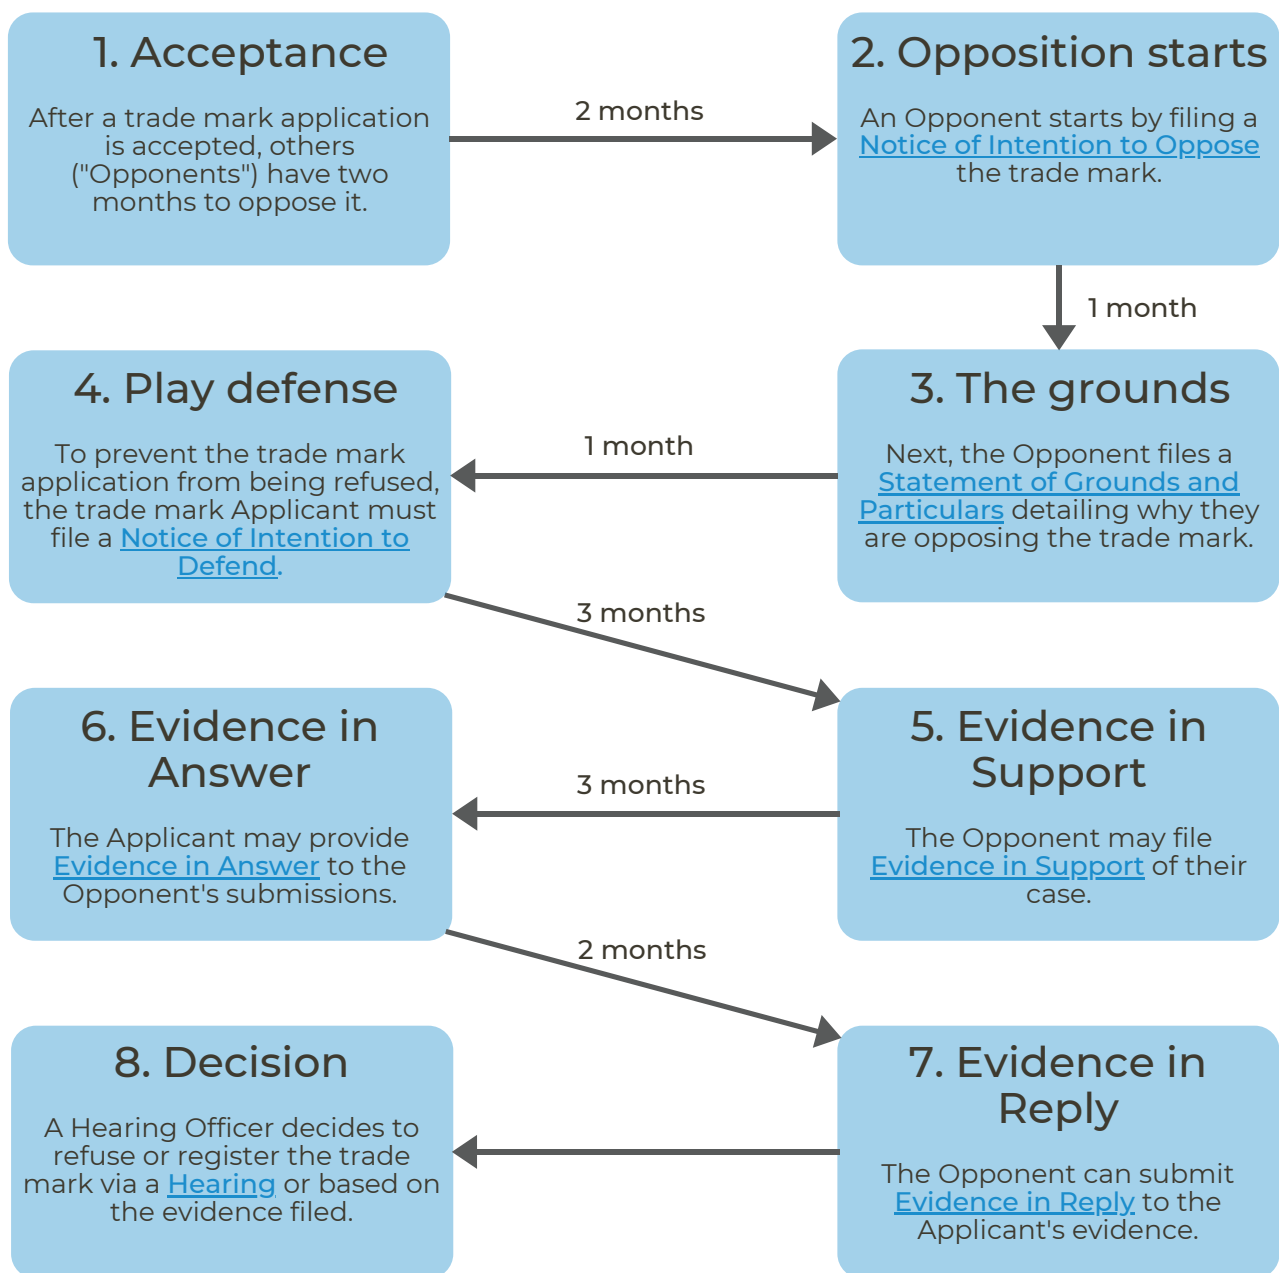 1. Acceptance
After a trade mark application
is accepted, others
("Opponents") have two
months to oppose it.
2 months
2. Opposition starts
An Opponent starts by filing a
Notice of Intention to Oppose
the trade mark.
1 month
3. The grounds
Next, the Opponent files a
Statement of Grounds and
Particulars detailing why they
are opposing the trade mark.
1 month
4. Play defense
To prevent the trade mark
application from being refused,
the trade mark Applicant must
file a Notice of Intention to
Defend.
3 months
5. Evidence in
Support
The Opponent may file
Evidence in Support of their
case.
3 months
6. Evidence in
Answer
The Applicant may provide
Evidence in Answer to the
Opponent's submissions.
2 months
7. Evidence in
Reply
The Opponent can submit
Evidence in Reply to the
Applicant's evidence.
8. Decision
A Hearing Officer decides to
refuse or register the trade
mark via a Hearing or based on
the evidence filed.